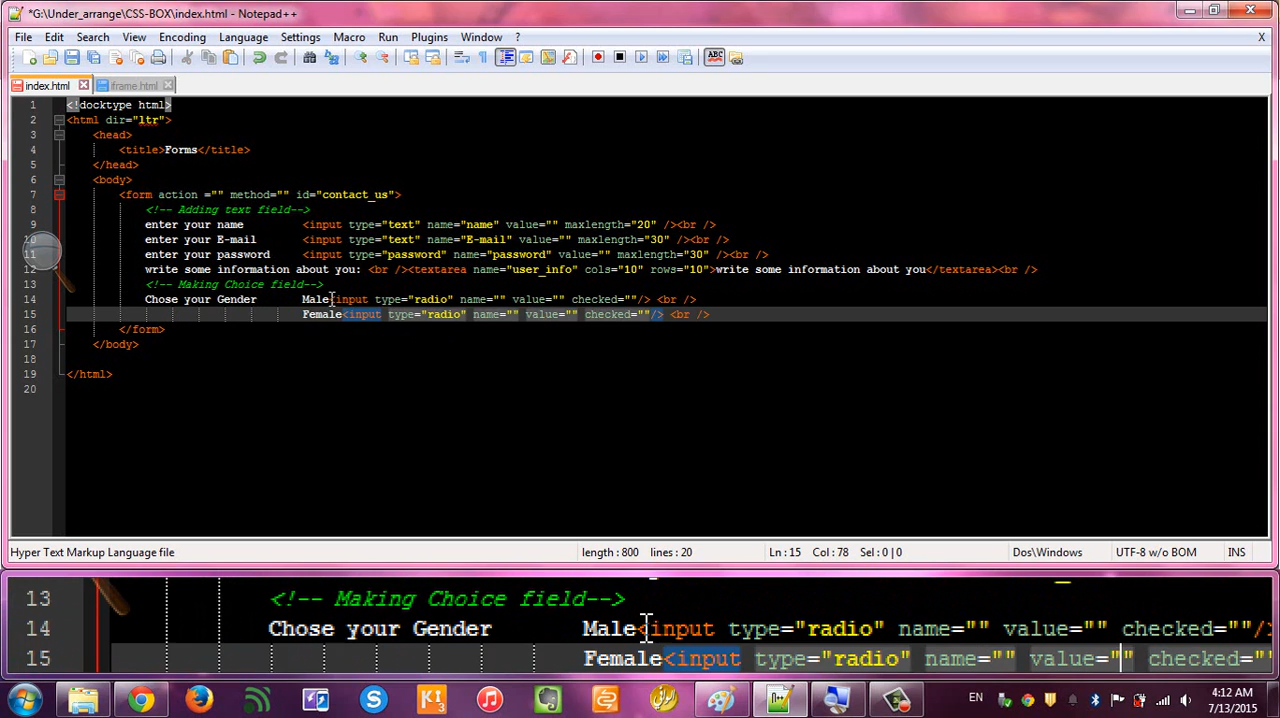 *G:\Under_arrange\CSS-BOX\index.html - Notepad++
File Edit Search View Encoding Language Settings Macro Run Plugins Window ? X
index.html frame.html
1 <!docktype html>
2 <html dir="ltr">
3 <head>
4 <title>Forms</title>
5 </head>
6 <body>
7 <form action ="" method="" id="contact_us">
8 <!-- Adding text field-->
9 enter your name <input type="text" name="name" value="" maxlength="20" /><br />
10 enter your E-mail <input type="text" name="E-mail" value="" maxlength="30" /><br />
11 enter your password <input type="password" name="password" value="" maxlength="30" /><br />
12 write some information about you: <br /><textarea name="user_info" cols="10" rows="10">write some information about you</textarea><br />
13 <!-- Making Choice field-->
14 Chose your Gender Male<input type="radio" name="" value="" checked=""/> <br />
15 Female<input type="radio" name="" value="" checked=""/> <br />
16 </form>
17 </body>
18
19 </html>
20
Hyper Text Markup Language file length : 800 lines : 20 Ln : 15 Col : 78 Sel : 0 | 0 Dos\Windows UTF-8 w/o BOM INS
13 <!-- Making Choice field-->
14 Chose your Gender Male<input type="radio" name="" value="" checked=""/>
15 Female<input type="radio" name="" value="" checked=""
EN 4:12 AM
7/13/2015